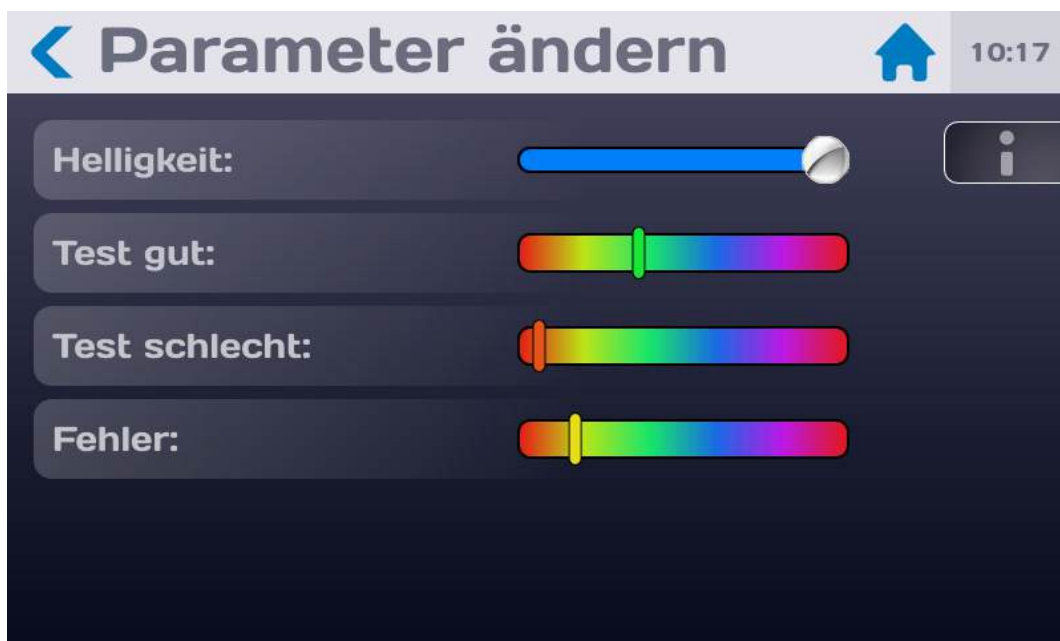 Parameter ändern
10:17
Helligkeit:
i
Test gut:
Test schlecht:
Fehler: